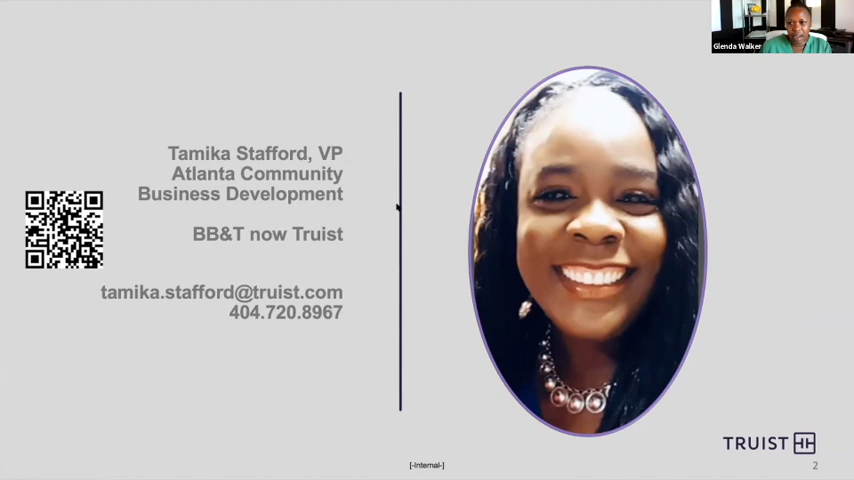 Glenda Walker
Tamika Stafford, VP
Atlanta Community
Business Development
BB&T now Truist
tamika.stafford@truist.com
404.720.8967
TRUIST
[-Internal-]
2